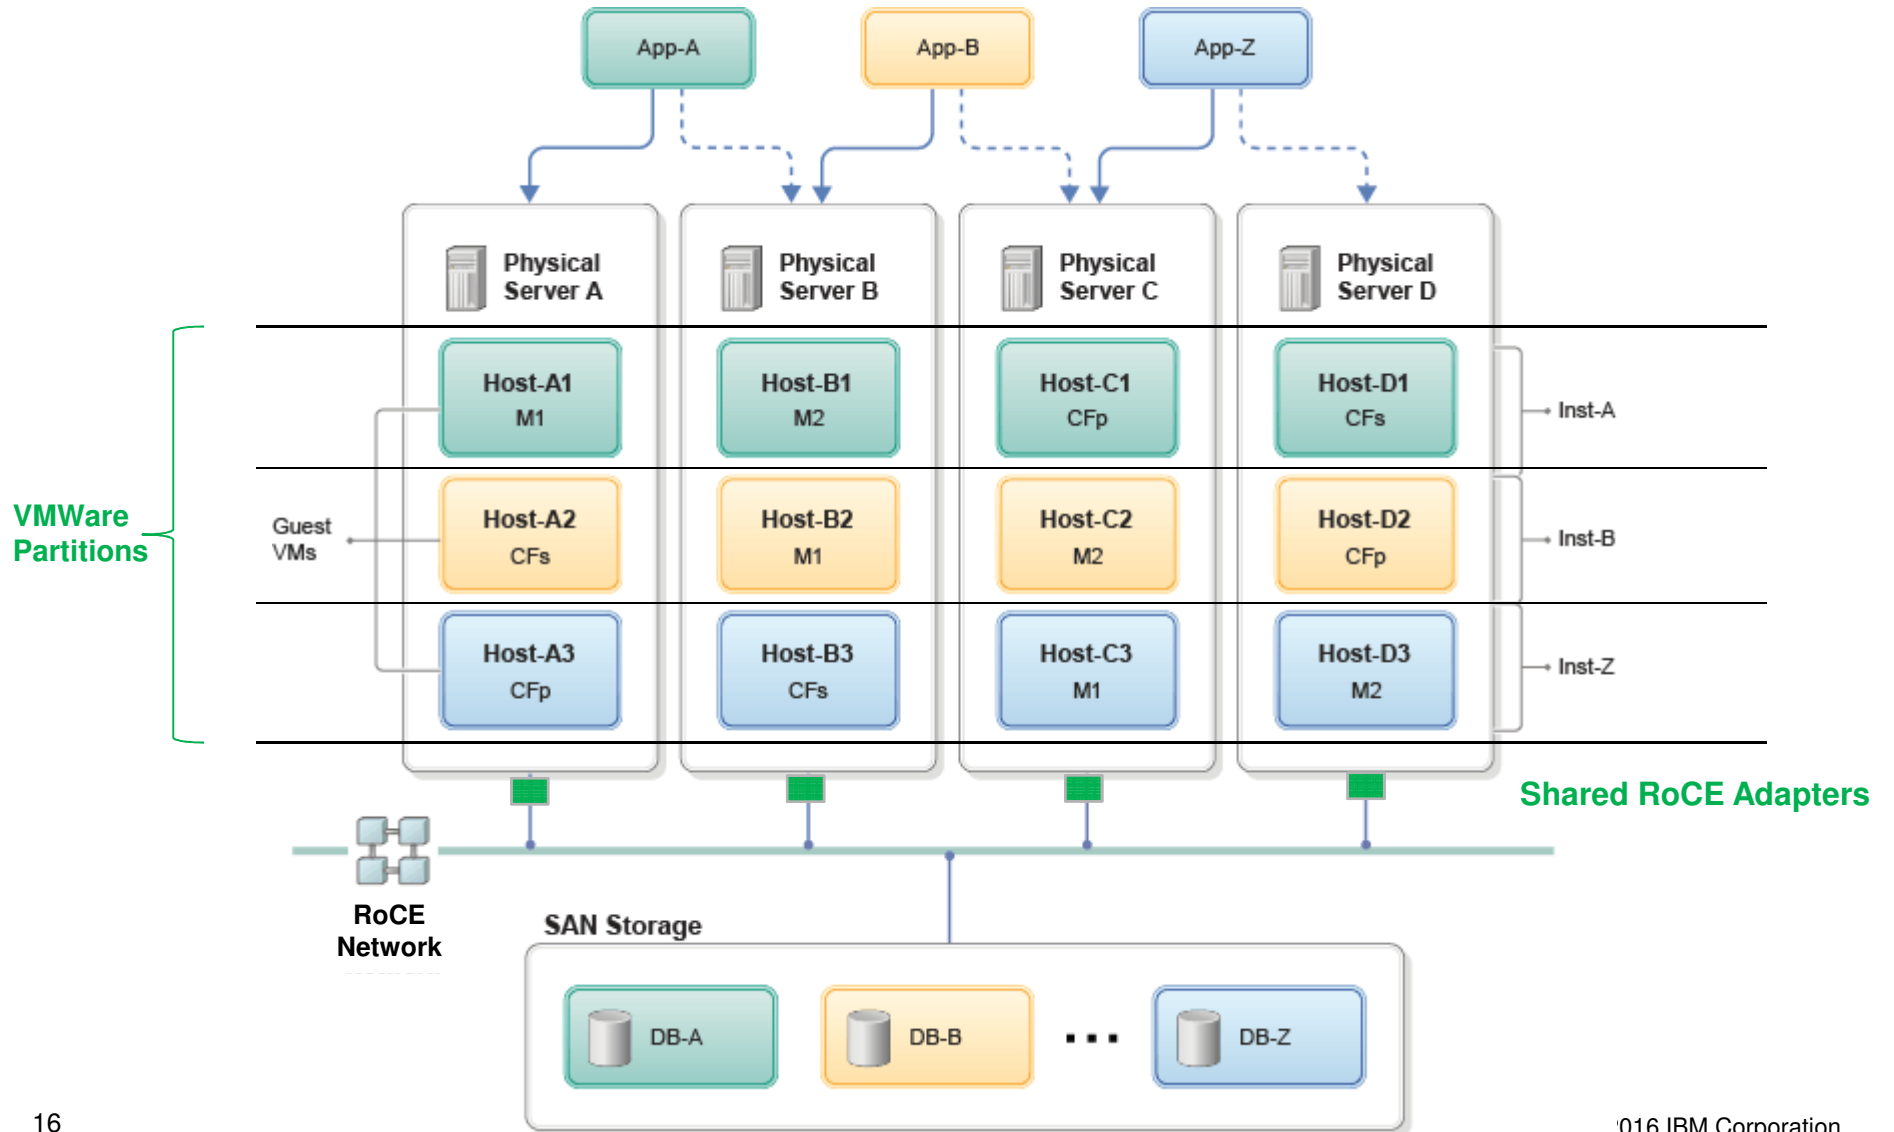 App-A
App-B
App-Z
Physical
Server A
Physical
Server B
Physical
Server C
Physical
Server D
Host-A1
M1
Host-B1
M2
Host-C1
CFp
Host-D1
CFs
Inst-A
VMWare
Partitions
Guest
VMs
Host-A2
CFs
Host-B2
M1
Host-C2
M2
Host-D2
CFp
Inst-B
Host-A3
CFp
Host-B3
CFs
Host-C3
M1
Host-D3
M2
Inst-Z
Shared RoCE Adapters
RoCE
Network
SAN Storage
DB-A
DB-B
...
DB-Z
16
2016 IBM Corporation